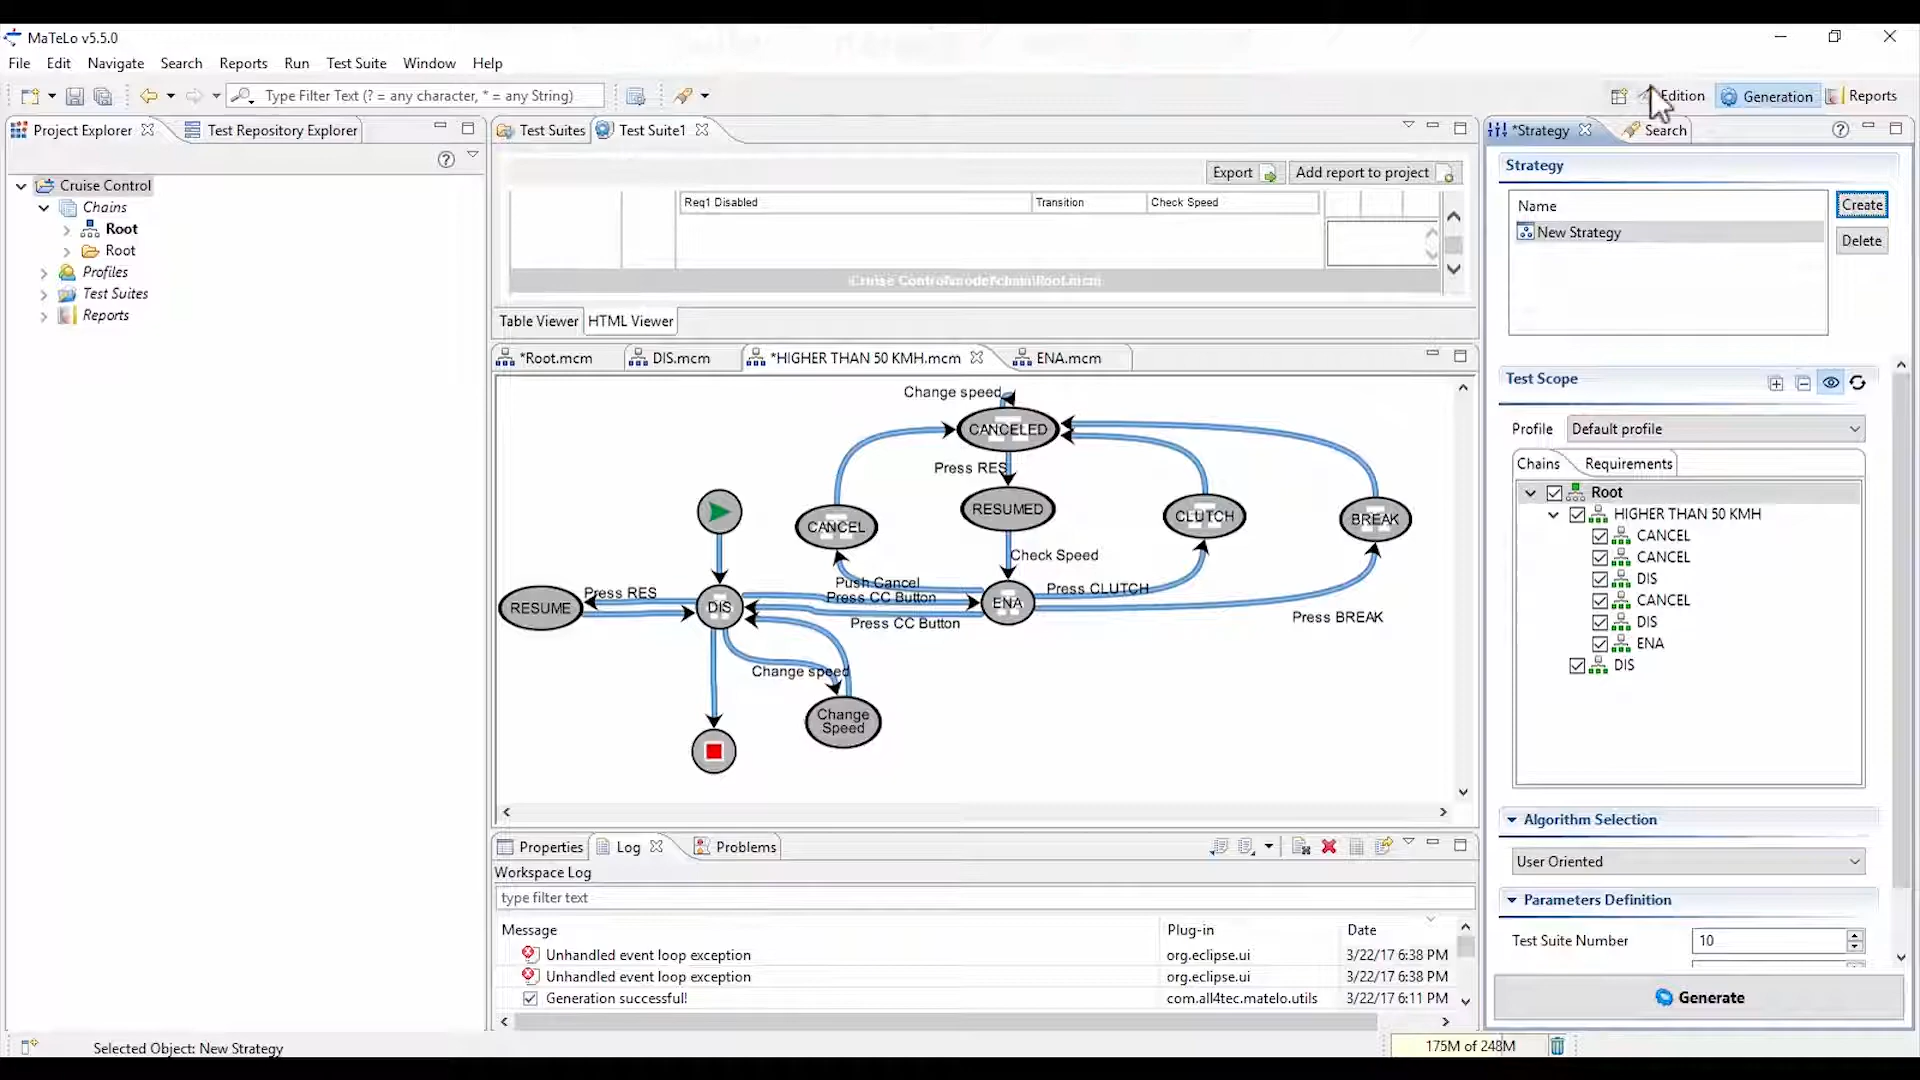 MaTeLo v5.5.0
File Edit Navigate Search Reports Run Test Suite Window Help
Type Filter Text (? = any character, * = any String)
Edition Generation Reports
Project Explorer Test Repository Explorer
Cruise Control
Chains
Root
Root
Profiles
Test Suites
Reports
Test Suites Test Suite1
Export Add report to project
Req1 Disabled Transition Check Speed
Cruise Control\model\chain\Root.mcm
Table Viewer HTML Viewer
*Root.mcm DIS.mcm *HIGHER THAN 50 KMH.mcm ENA.mcm
Change speed
CANCELED
Press RES
RESUMED
CANCEL
CLUTCH
BREAK
Check Speed
Push Cancel
Press CC Button
Press CLUTCH
RESUME
Press RES
DIS
ENA
Press CC Button
Press BREAK
Change speed
Change
Speed
Properties Log Problems
Workspace Log
type filter text
Message Plug-in Date
Unhandled event loop exception org.eclipse.ui 3/22/17 6:38 PM
Unhandled event loop exception org.eclipse.ui 3/22/17 6:38 PM
Generation successful! com.all4tec.matelo.utils 3/22/17 6:11 PM
*Strategy Search
Strategy
Name
New Strategy
Create
Delete
Test Scope
Profile Default profile
Chains Requirements
Root
HIGHER THAN 50 KMH
CANCEL
CANCEL
DIS
CANCEL
DIS
ENA
DIS
Algorithm Selection
User Oriented
Parameters Definition
Test Suite Number 10
Generate
Selected Object: New Strategy
175M of 248M